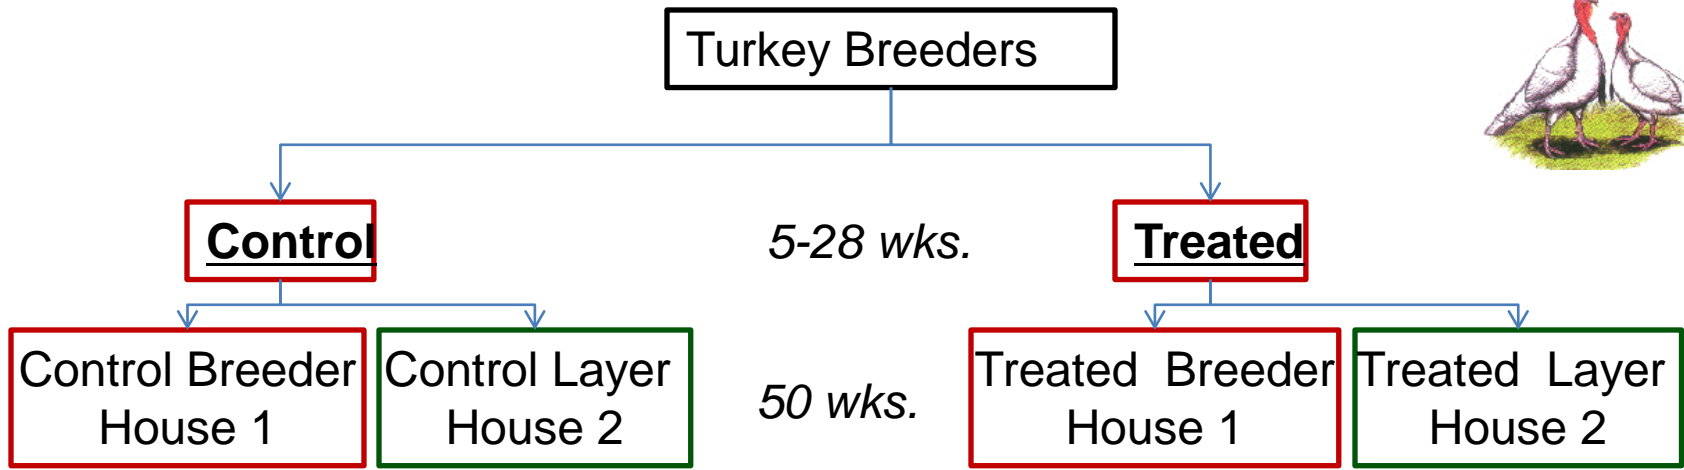 Turkey Breeders
Control
5-28 wks.
Treated
Control Breeder
House 1
Control Layer
House 2
50 wks.
Treated Breeder
House 1
Treated Layer
House 2